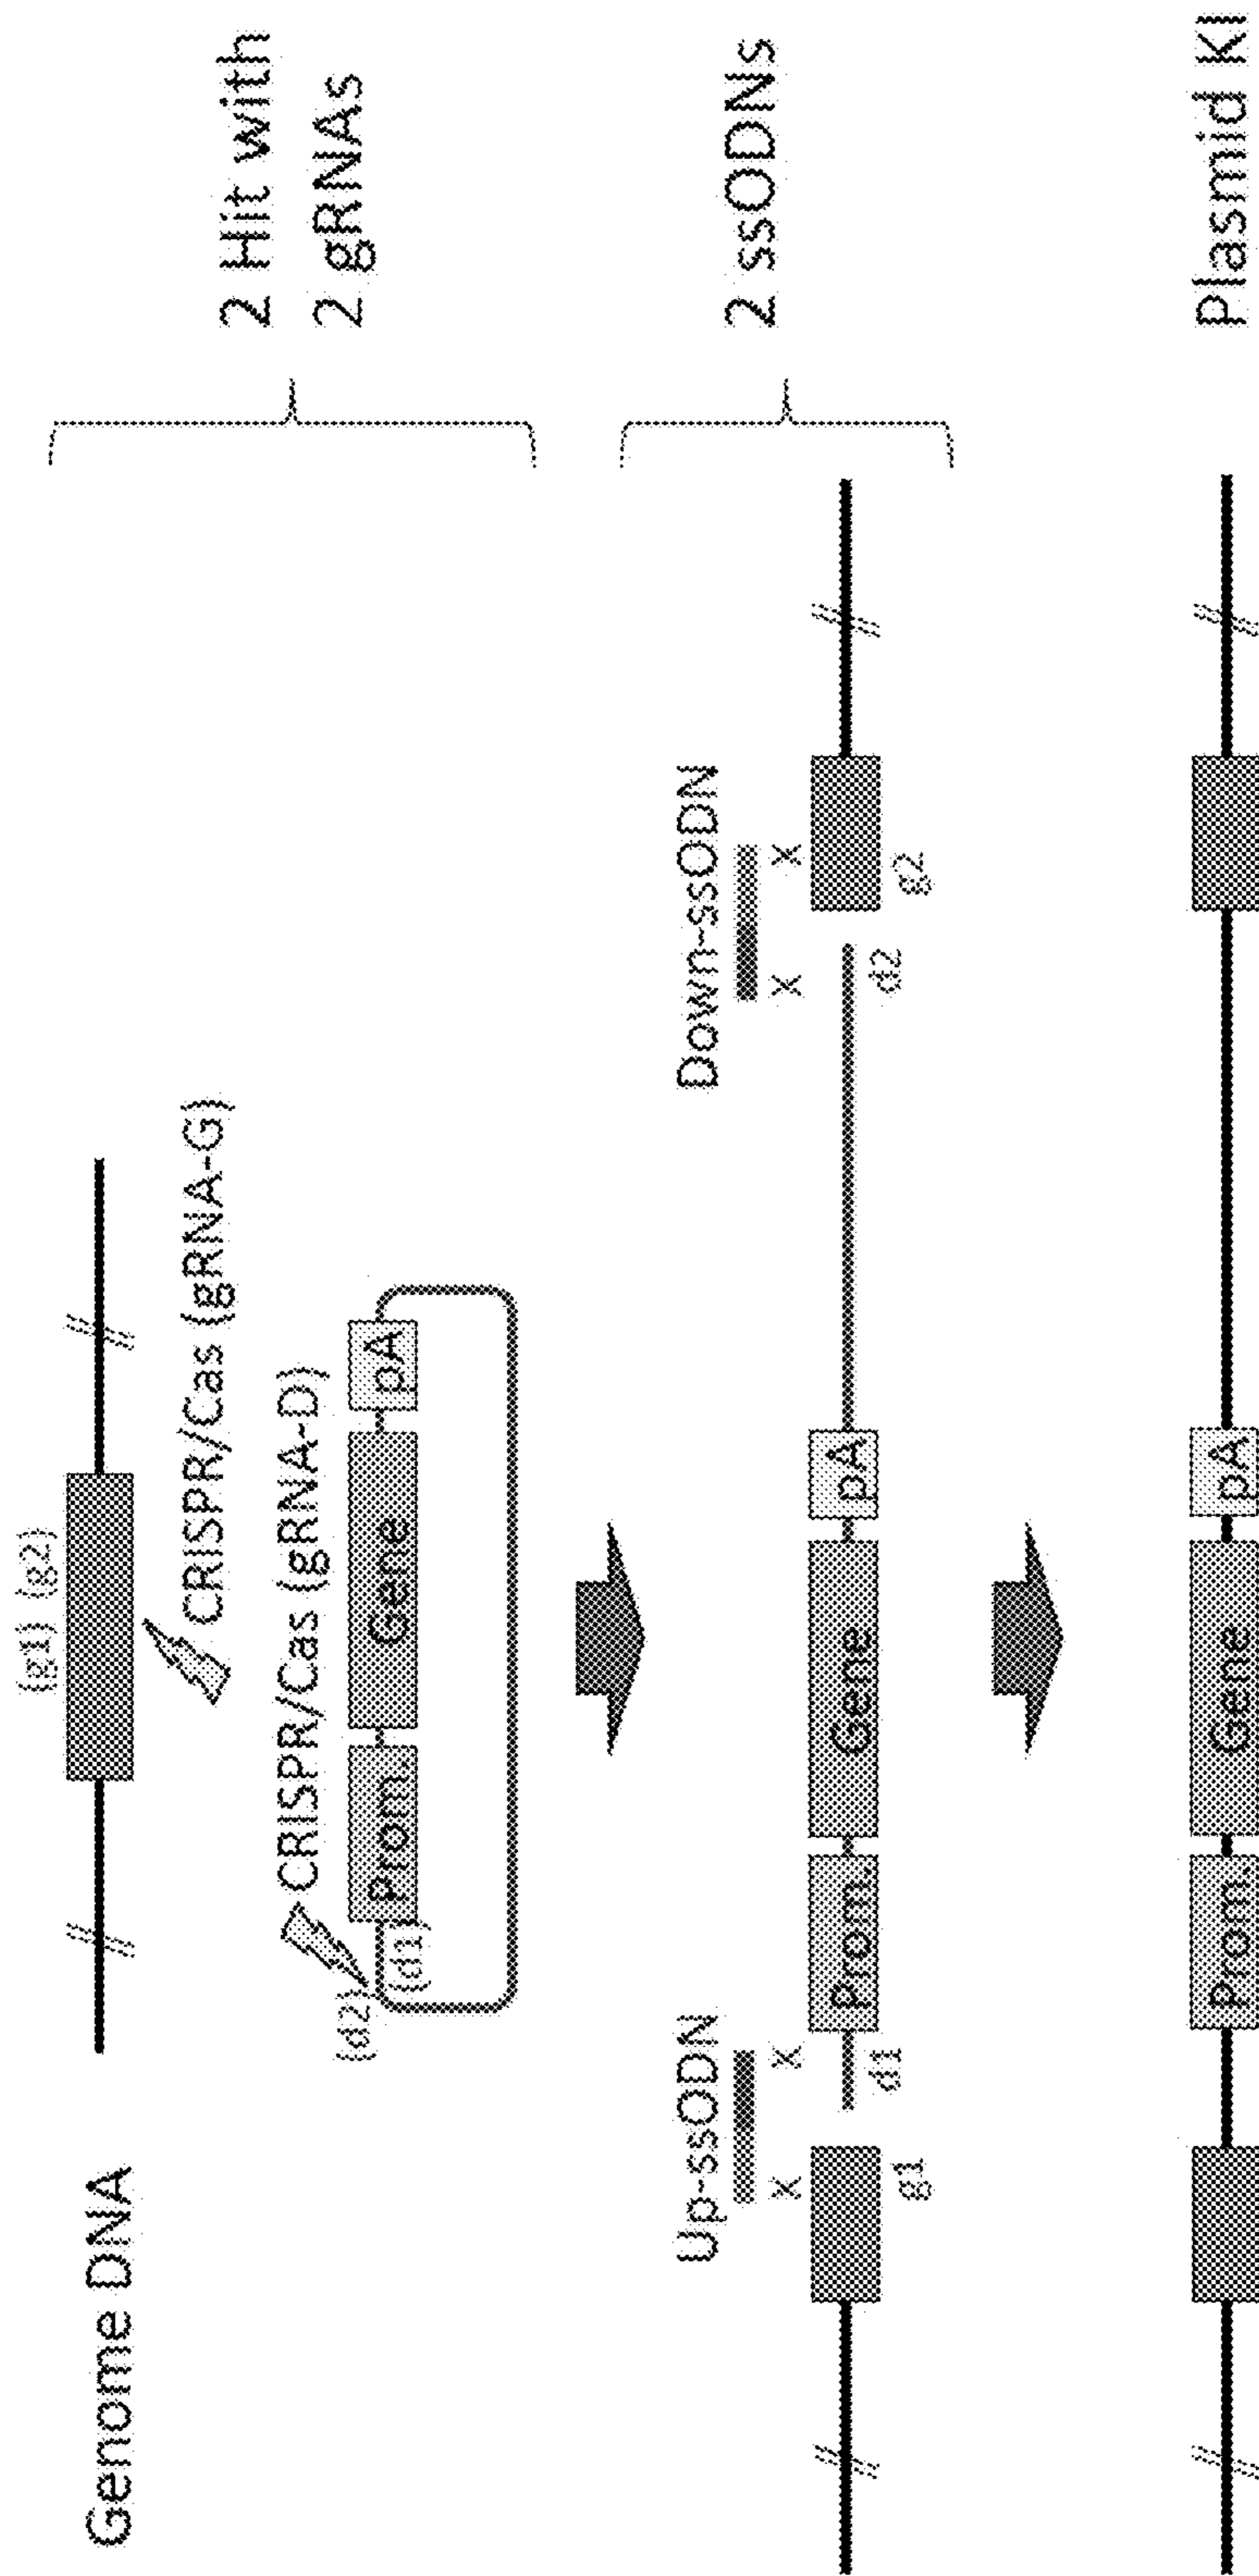 Genome DNA
(g1) (g2)
2 Hit with
2 gRNAs
CRISPR/Cas (gRNA-G)
CRISPR/Cas (gRNA-D)
(d2)
Prom.
Gene
pA
(d1)
Up-ssODN
Down-ssODN
2 ssODNs
x
x
x
x
Prom.
Gene
pA
g1
d1
d2
g2
Plasmid KI
Prom.
Gene
pA